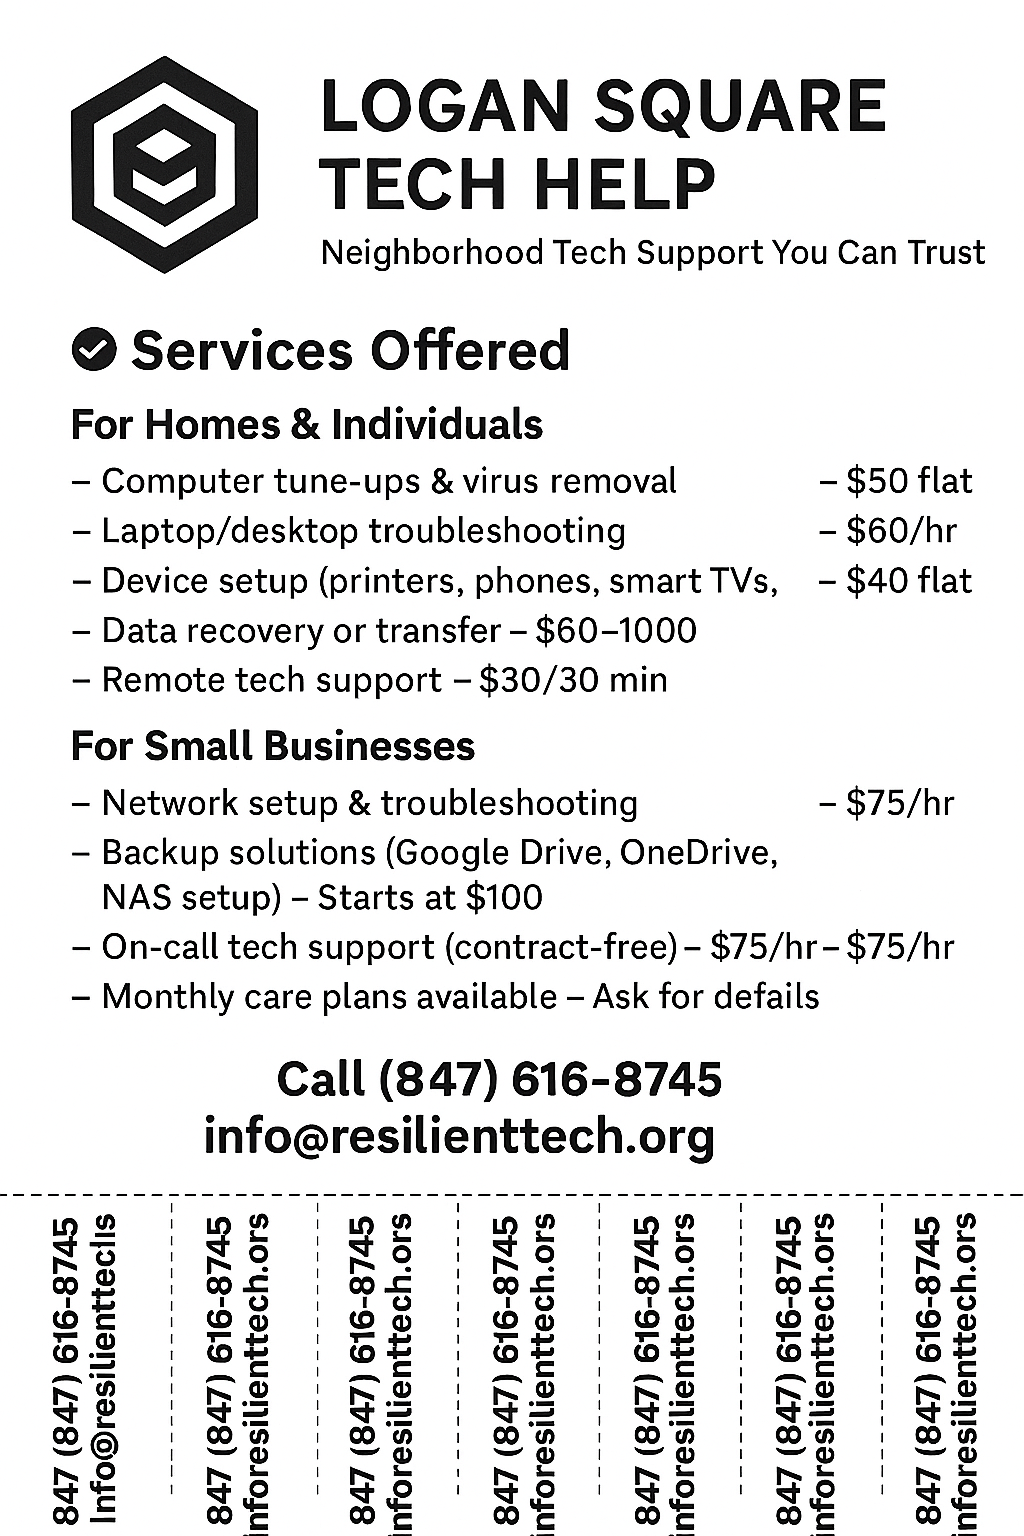 LOGAN SQUARE
TECH HELP
Neighborhood Tech Support You Can Trust
Services Offered
For Homes & Individuals
– Computer tune-ups & virus removal – $50 flat
– Laptop/desktop troubleshooting – $60/hr
– Device setup (printers, phones, smart TVs, – $40 flat
– Data recovery or transfer – $60–1000
– Remote tech support – $30/30 min
For Small Businesses
– Network setup & troubleshooting – $75/hr
– Backup solutions (Google Drive, OneDrive,
NAS setup) – Starts at $100
– On-call tech support (contract-free) – $75/hr – $75/hr
– Monthly care plans available – Ask for defails
Call (847) 616-8745
info@resilienttech.org
847 (847) 616-8745
Info@resilientteclıs
847 (847) 616-8745
inforesilienttech.ors
847 (847) 616-8745
inforesilienttech.ors
847 (847) 616-8745
inforesilienttech.ors
847 (847) 616-8745
inforesilienttech.ors
847 (847) 616-8745
inforesilienttech.ors
847 (847) 616-8745
inforesilienttech.ors